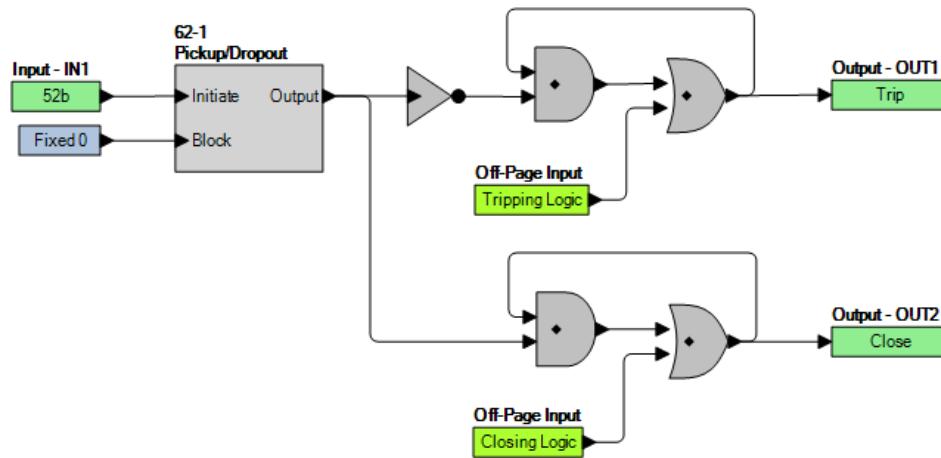 62-1
Pickup/Dropout
Input - IN1
52b
Initiate
Output
Fixed 0
Block
Output - OUT1
Trip
Off-Page Input
Tripping Logic
Output - OUT2
Close
Off-Page Input
Closing Logic